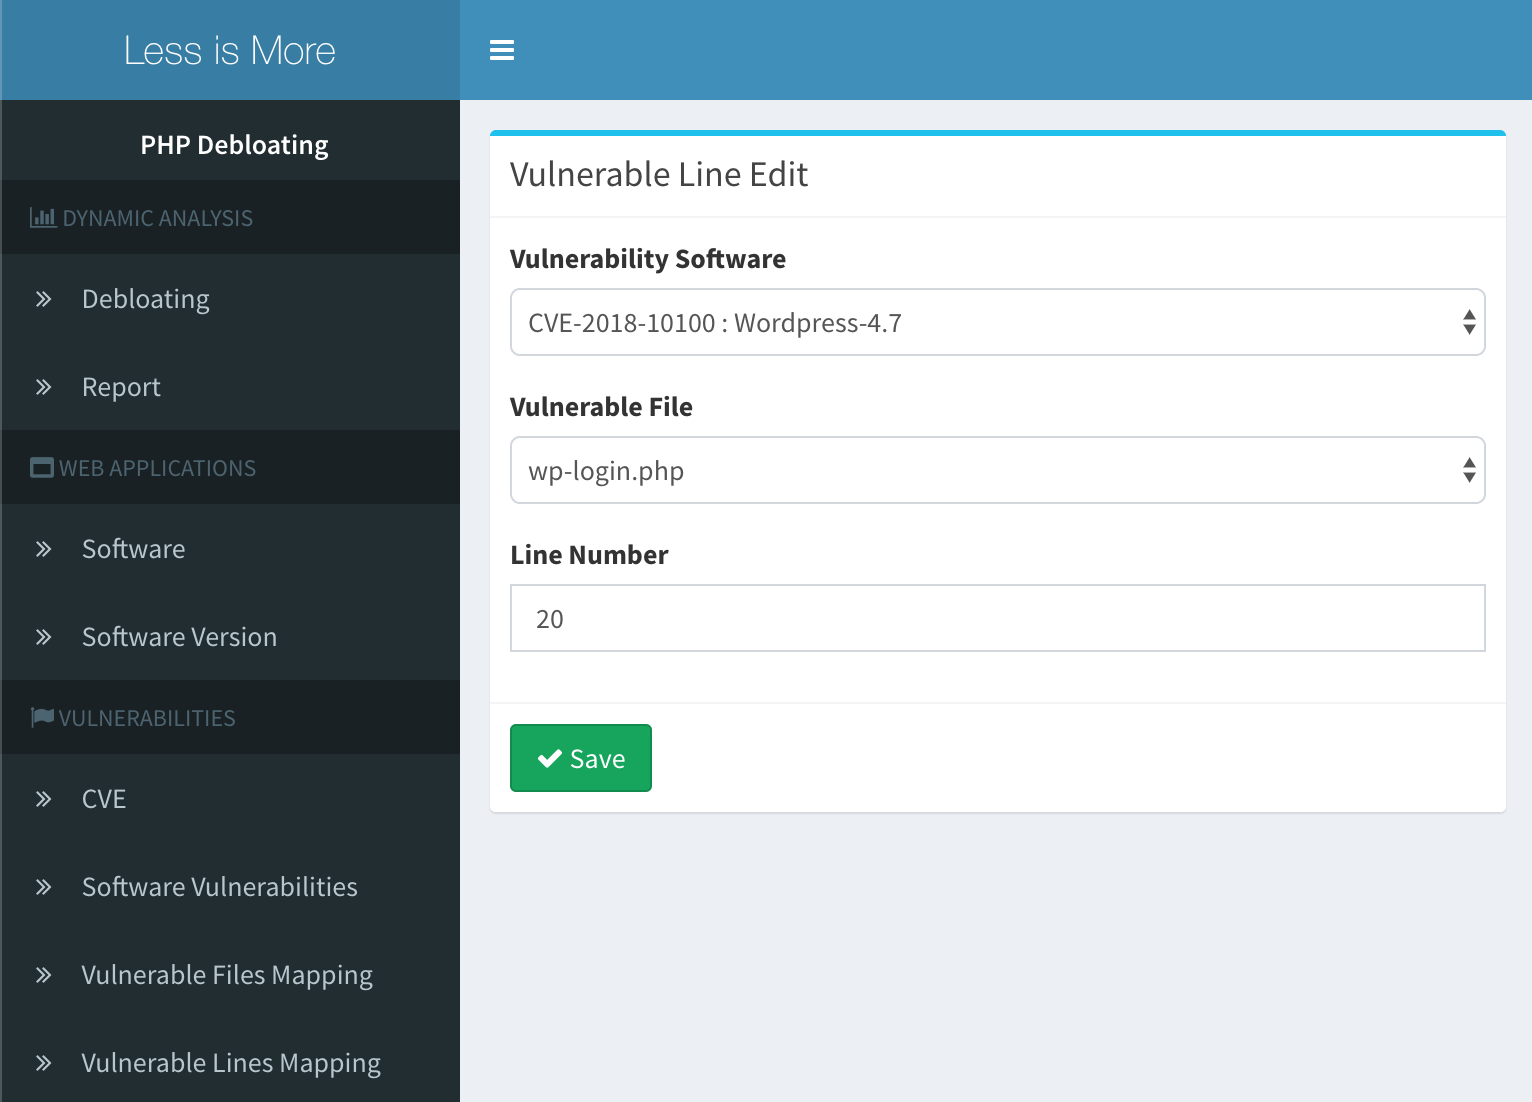 Less is More
PHP Debloating
DYNAMIC ANALYSIS
Debloating
Report
WEB APPLICATIONS
Software
Software Version
VULNERABILITIES
CVE
Software Vulnerabilities
Vulnerable Files Mapping
Vulnerable Lines Mapping
Vulnerable Line Edit
Vulnerability Software
CVE-2018-10100 : Wordpress-4.7
Vulnerable File
wp-login.php
Line Number
20
Save